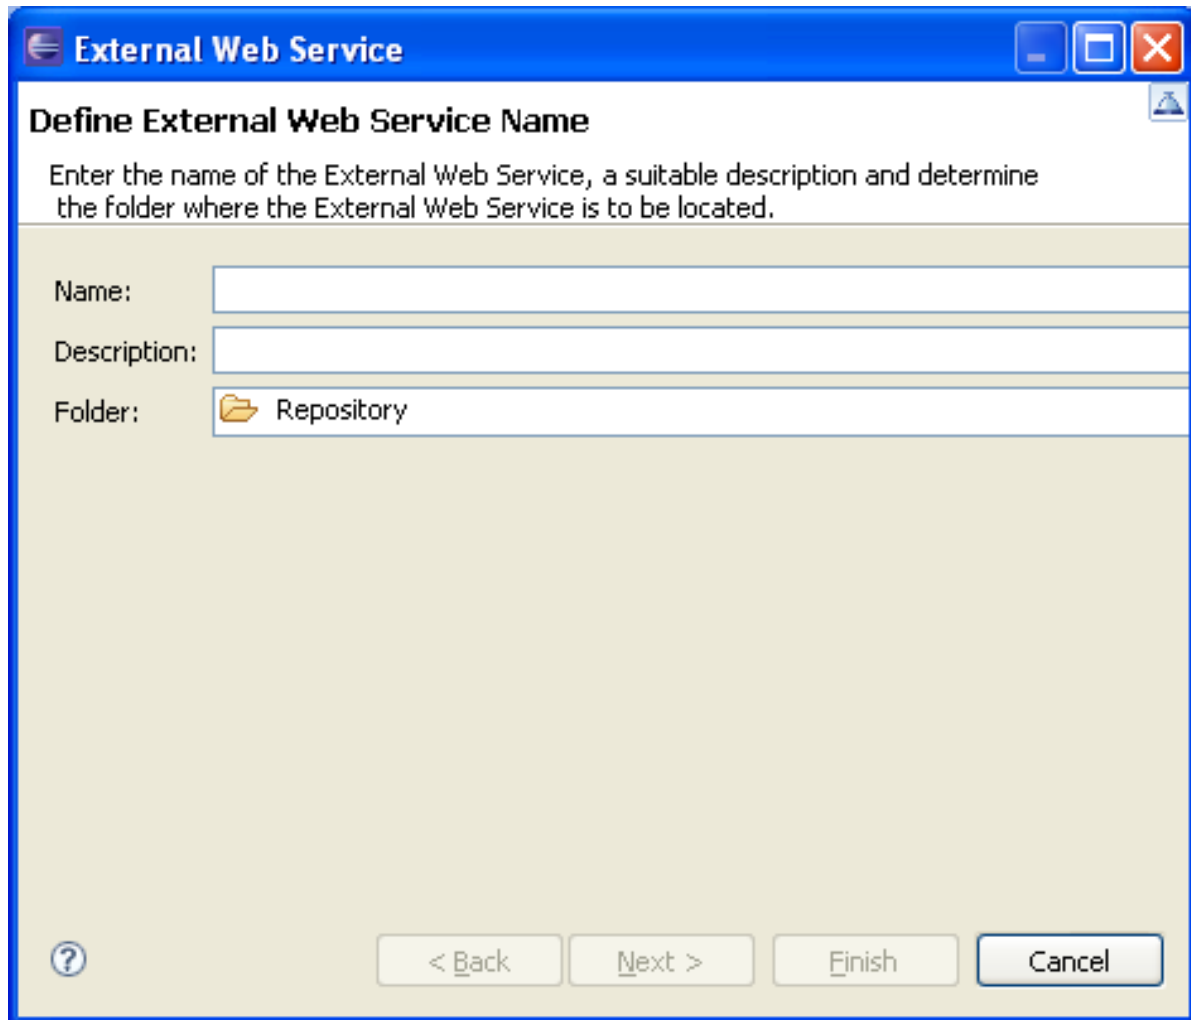 External Web Service
Define External Web Service Name
Enter the name of the External Web Service, a suitable description and determine
the folder where the External Web Service is to be located.
Name:
Description:
Folder: Repository
? < Back Next > Finish Cancel